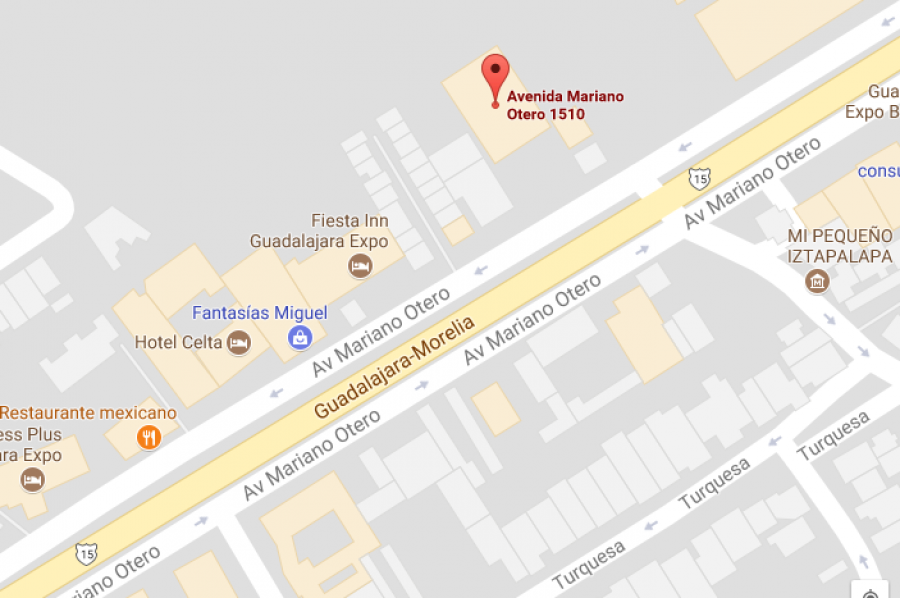 Avenida Mariano
Otero 1510
Gua
Expo B
15
Av Mariano Otero
consu
MI PEQUEÑO
IZTAPALAPA
Fiesta Inn
Guadalajara Expo
Fantasías Miguel
Hotel Celta
Av Mariano Otero
Guadalajara-Morelia
Av Mariano Otero
Restaurante mexicano
ess Plus
ara Expo
Av Mariano Otero
Turquesa
Turquesa
Turquesa
15
iano Otero